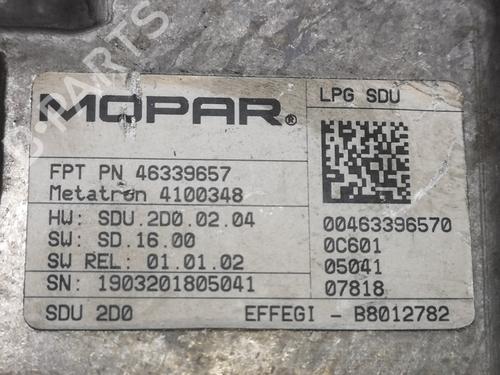 MOPAR®
LPG SDU
FPT PN 46339657
Metatron 4100348
HW: SDU.2D0.02.04
SW: SD.16.00
SW REL: 01.01.02
SN: 1903201805041
00463396570
0C601
05041
07818
SDU 2D0
EFFEGI - B8012782